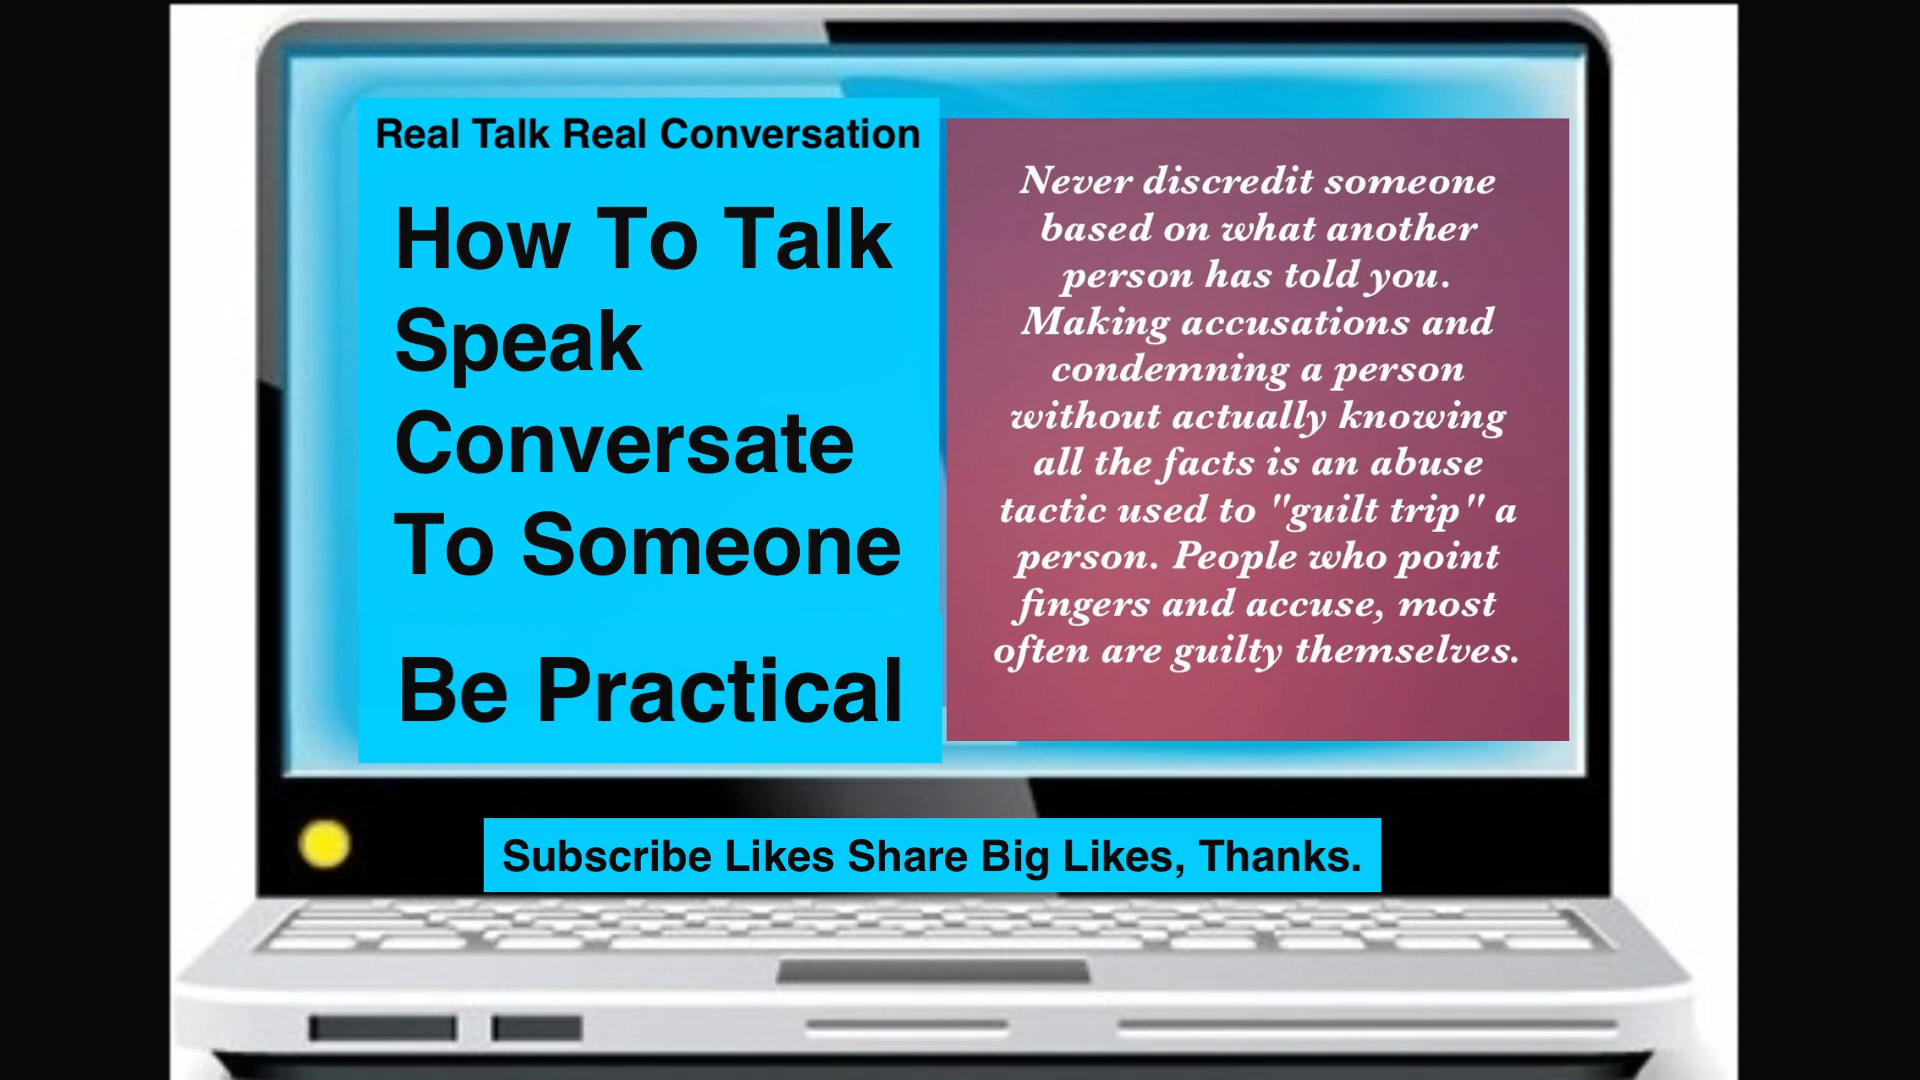 Real Talk Real Conversation
How To Talk
Speak
Conversate
To Someone
Be Practical
Never discredit someone
based on what another
person has told you.
Making accusations and
condemning a person
without actually knowing
all the facts is an abuse
tactic used to "guilt trip" a
person. People who point
fingers and accuse, most
often are guilty themselves.
Subscribe Likes Share Big Likes, Thanks.